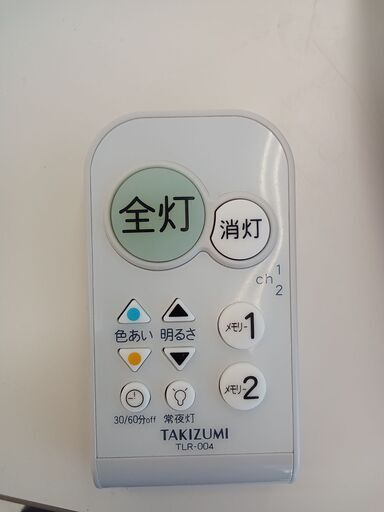 全灯
消灯
ch 1
2
色あい 明るさ
メモリー1
メモリー2
30/60分off 常夜灯
TAKIZUMI
TLR-004